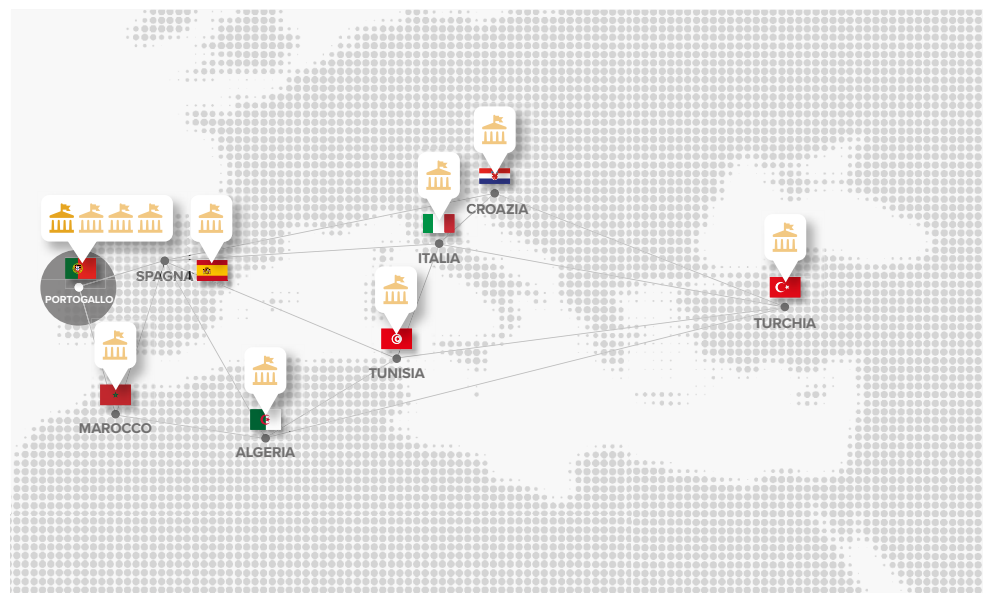 CROAZIA
ITALIA
SPAGNA
PORTOGALLO
TURCHIA
TUNISIA
MAROCCO
ALGERIA